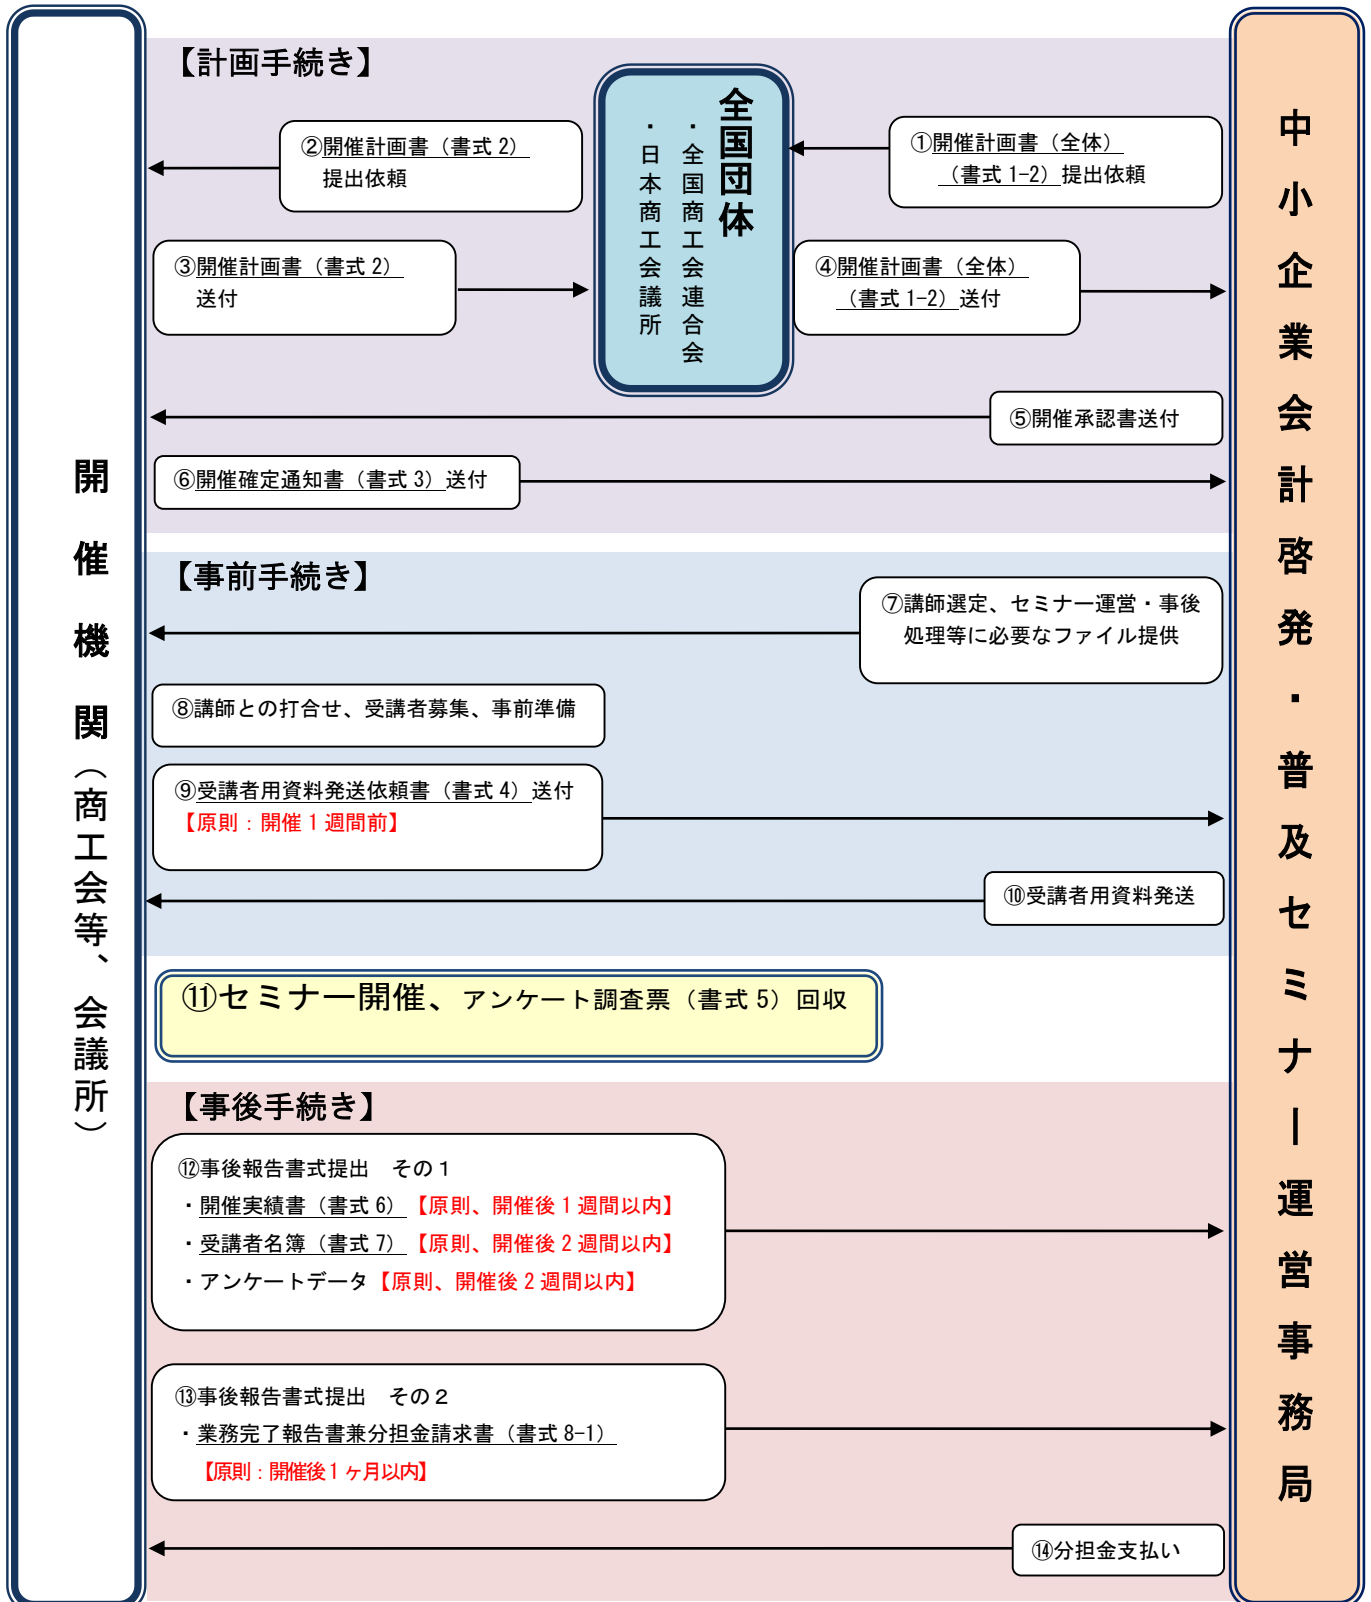 【計画手続き】
①開催計画書（全体）
（書式 1-2）提出依頼
全国団体
・全国商工会連合会
・日本商工会議所
②開催計画書（書式 2）
提出依頼
③開催計画書（書式 2）
送付
④開催計画書（全体）
（書式 1-2）送付
⑤開催承認書送付
⑥開催確定通知書（書式 3）送付
【事前手続き】
⑦講師選定、セミナー運営・事後
処理等に必要なファイル提供
⑧講師との打合せ、受講者募集、事前準備
⑨受講者用資料発送依頼書（書式 4）送付
【原則：開催 1 週間前】
⑩受講者用資料発送
⑪セミナー開催、アンケート調査票（書式 5）回収
【事後手続き】
⑫事後報告書式提出　その１
・開催実績書（書式 6）【原則、開催後 1 週間以内】
・受講者名簿（書式 7）【原則、開催後 2 週間以内】
・アンケートデータ【原則、開催後 2 週間以内】
⑬事後報告書式提出　その２
・業務完了報告書兼分担金請求書（書式 8-1）
【原則：開催後 1 ヶ月以内】
⑭分担金支払い
開催機関（商工会等、会議所）
中小企業会計啓発・普及セミナー運営事務局